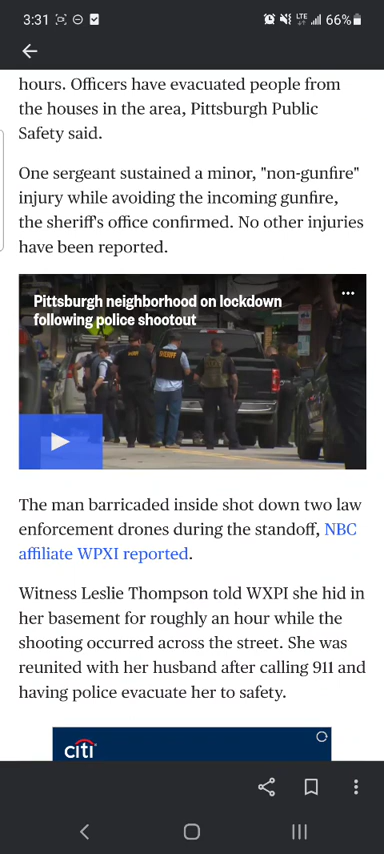 3:31
LTE 66%
hours. Officers have evacuated people from
the houses in the area, Pittsburgh Public
Safety said.
One sergeant sustained a minor, "non-gunfire"
injury while avoiding the incoming gunfire,
the sheriff's office confirmed. No other injuries
have been reported.
Pittsburgh neighborhood on lockdown
following police shootout
SHERIFF
The man barricaded inside shot down two law
enforcement drones during the standoff, NBC
affiliate WPXI reported.
Witness Leslie Thompson told WXPI she hid in
her basement for roughly an hour while the
shooting occurred across the street. She was
reunited with her husband after calling 911 and
having police evacuate her to safety.
citi